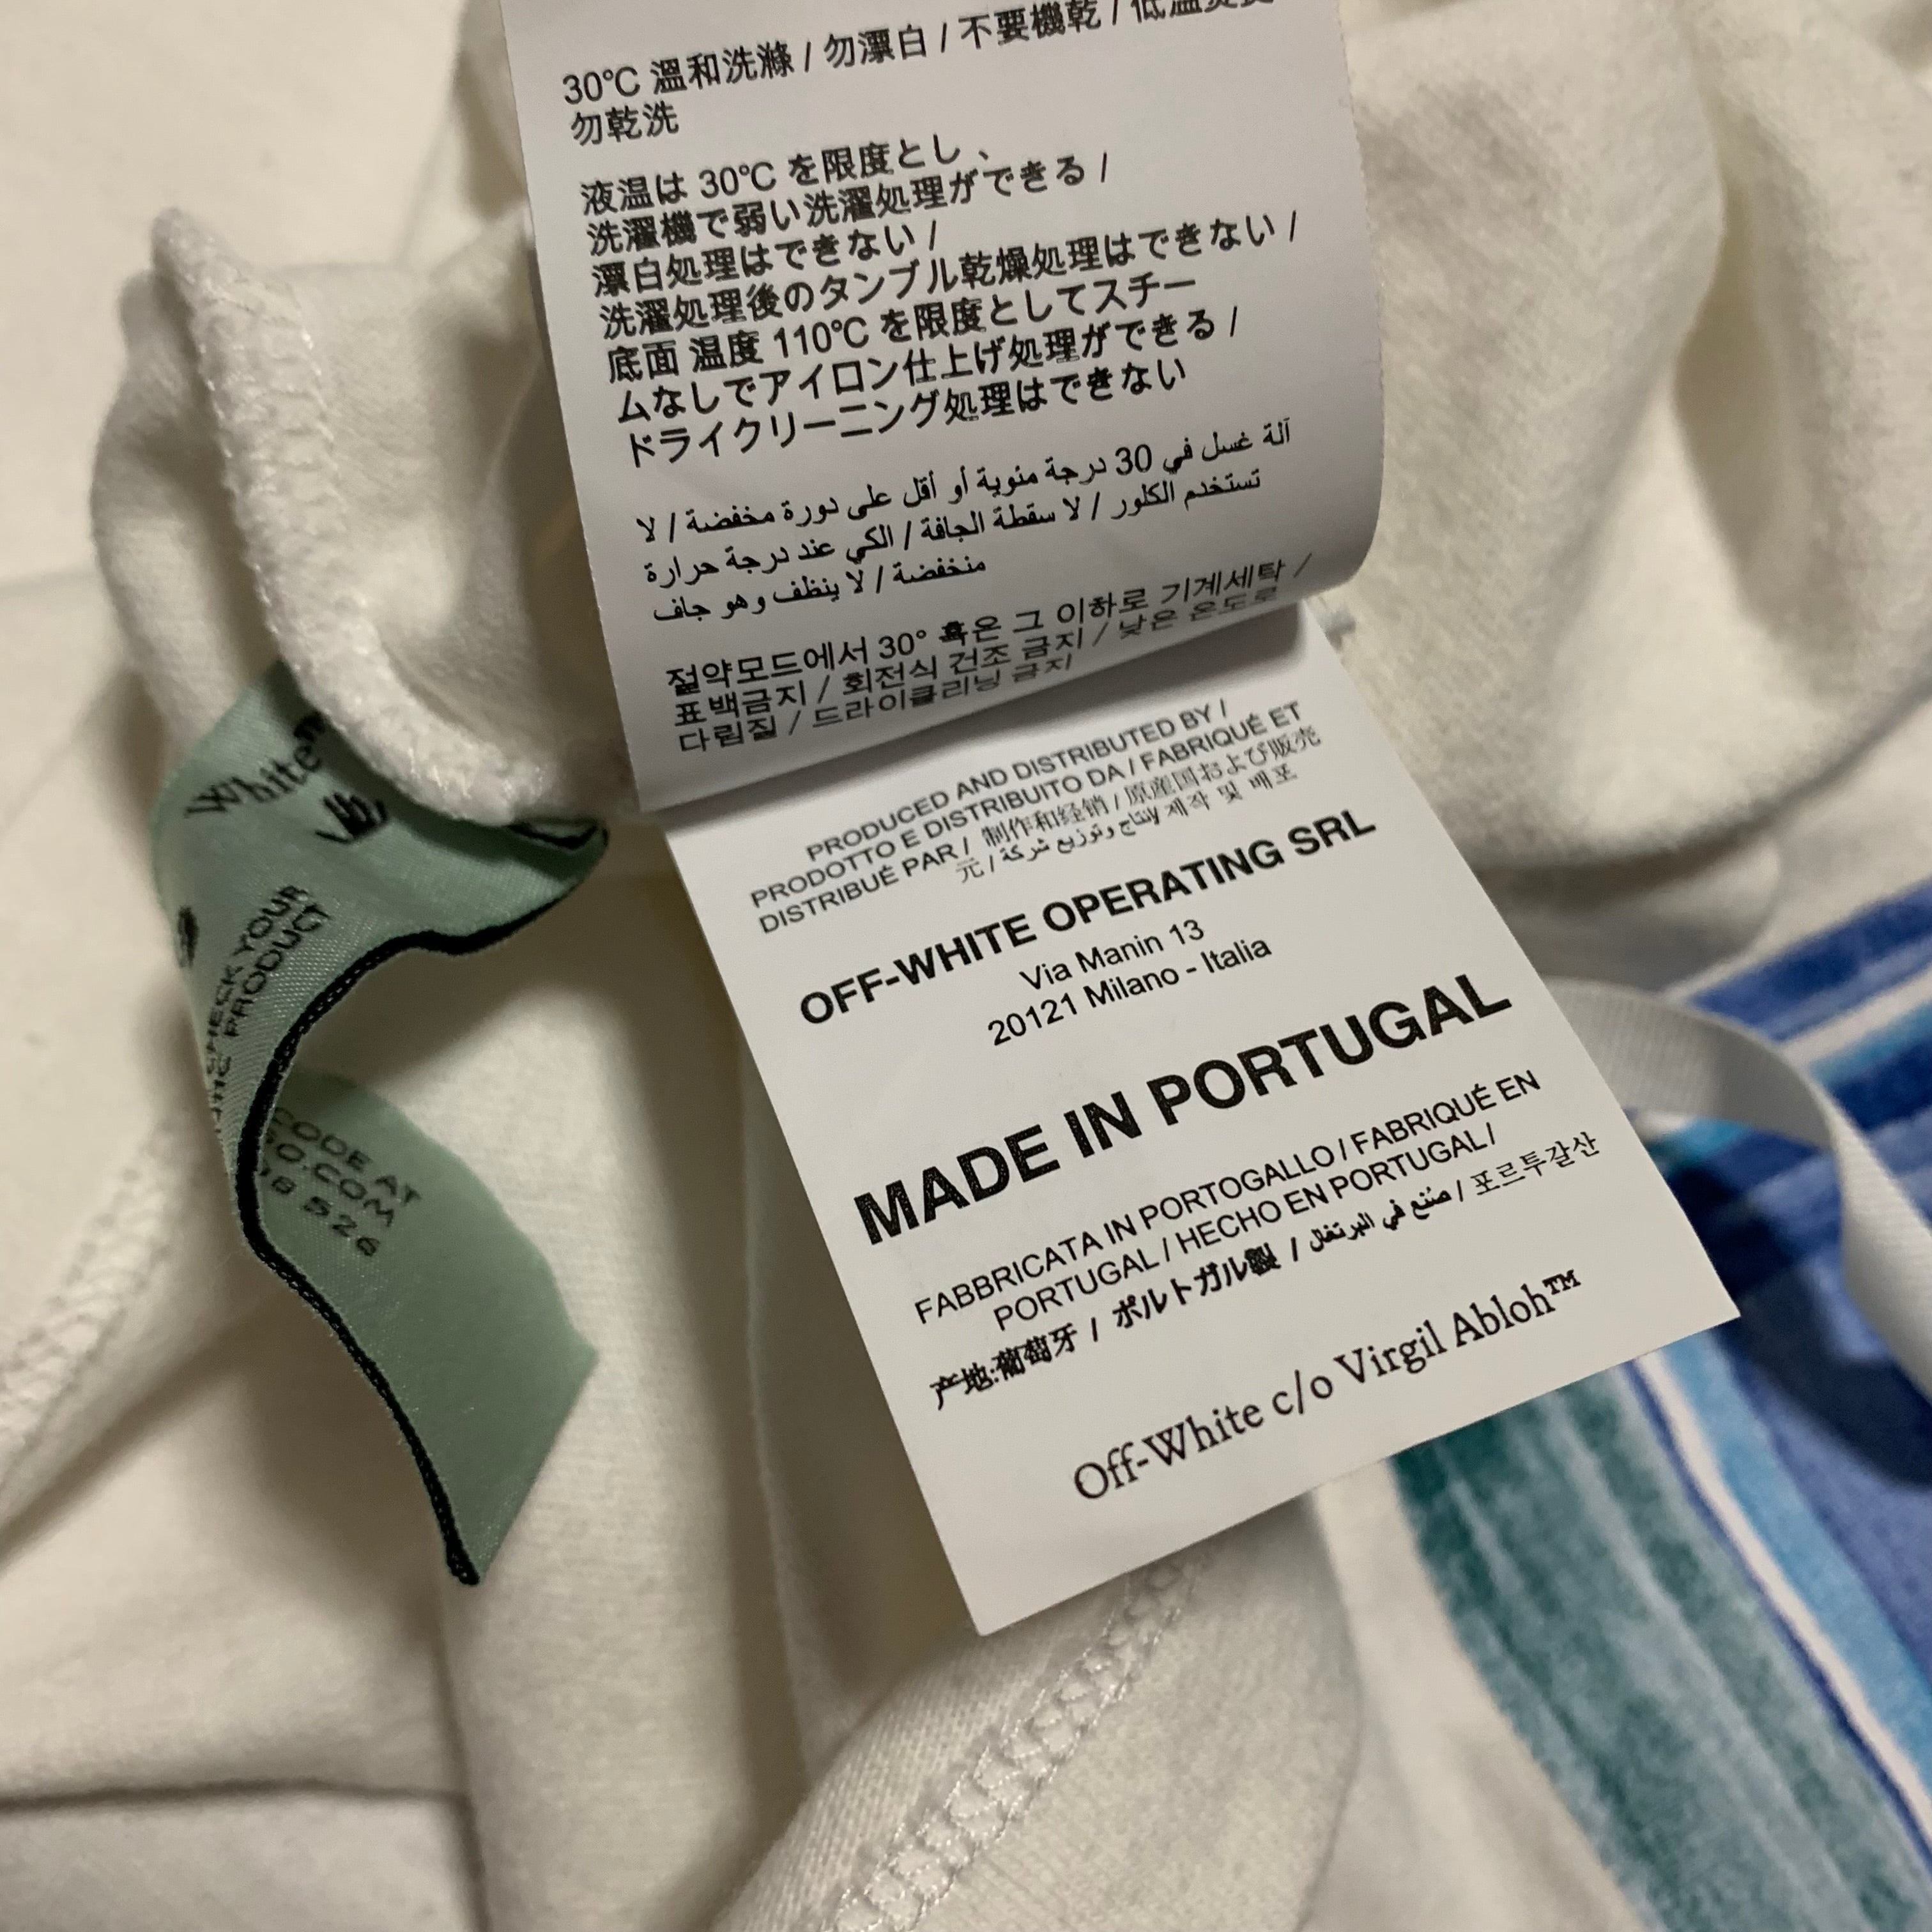 30℃ 溫和洗滌 / 勿漂白 / 不要機乾 / 低溫
勿乾洗
液温は 30℃ を限度とし、
洗濯機で弱い洗濯処理ができる /
漂白処理はできない /
洗濯処理後のタンブル乾燥処理はできない /
底面 温度 110℃ を限度としてスチー
ムなしでアイロン仕上げ処理ができる /
ドライクリーニング処理はできない
آلة غسل في 30 درجة مئوية أو أقل على دورة مخفضة / لا
تستخدم الكلور / لا سقطة الجافة / الكي عند درجة حرارة
منخفضة / لا ينظف وهو جاف
절약모드에서 30° 혹은 그 이하로 기계세탁 /
표백금지 / 회전식 건조 금지 / 낮은 온도로
다림질 / 드라이클리닝 금지
PRODUCED AND DISTRIBUTED BY /
PRODOTTO E DISTRIBUITO DA / FABRIQUÉ ET
DISTRIBUÉ PAR / 制作和经销 / 原産国および販売
元 / إنتاج وتوزيع شركة / 제작 및 배포
OFF-WHITE OPERATING SRL
Via Manin 13
20121 Milano - Italia
MADE IN PORTUGAL
FABBRICATA IN PORTOGALLO / FABRIQUÉ EN
PORTUGAL / HECHO EN PORTUGAL /
产地:葡萄牙 / ポルトガル製 / صُنع في البرتغال / 포르투갈산
Off-White c/o Virgil Abloh™
White™
CHECK YOUR
PRODUCT
CODE AT
.COM
526